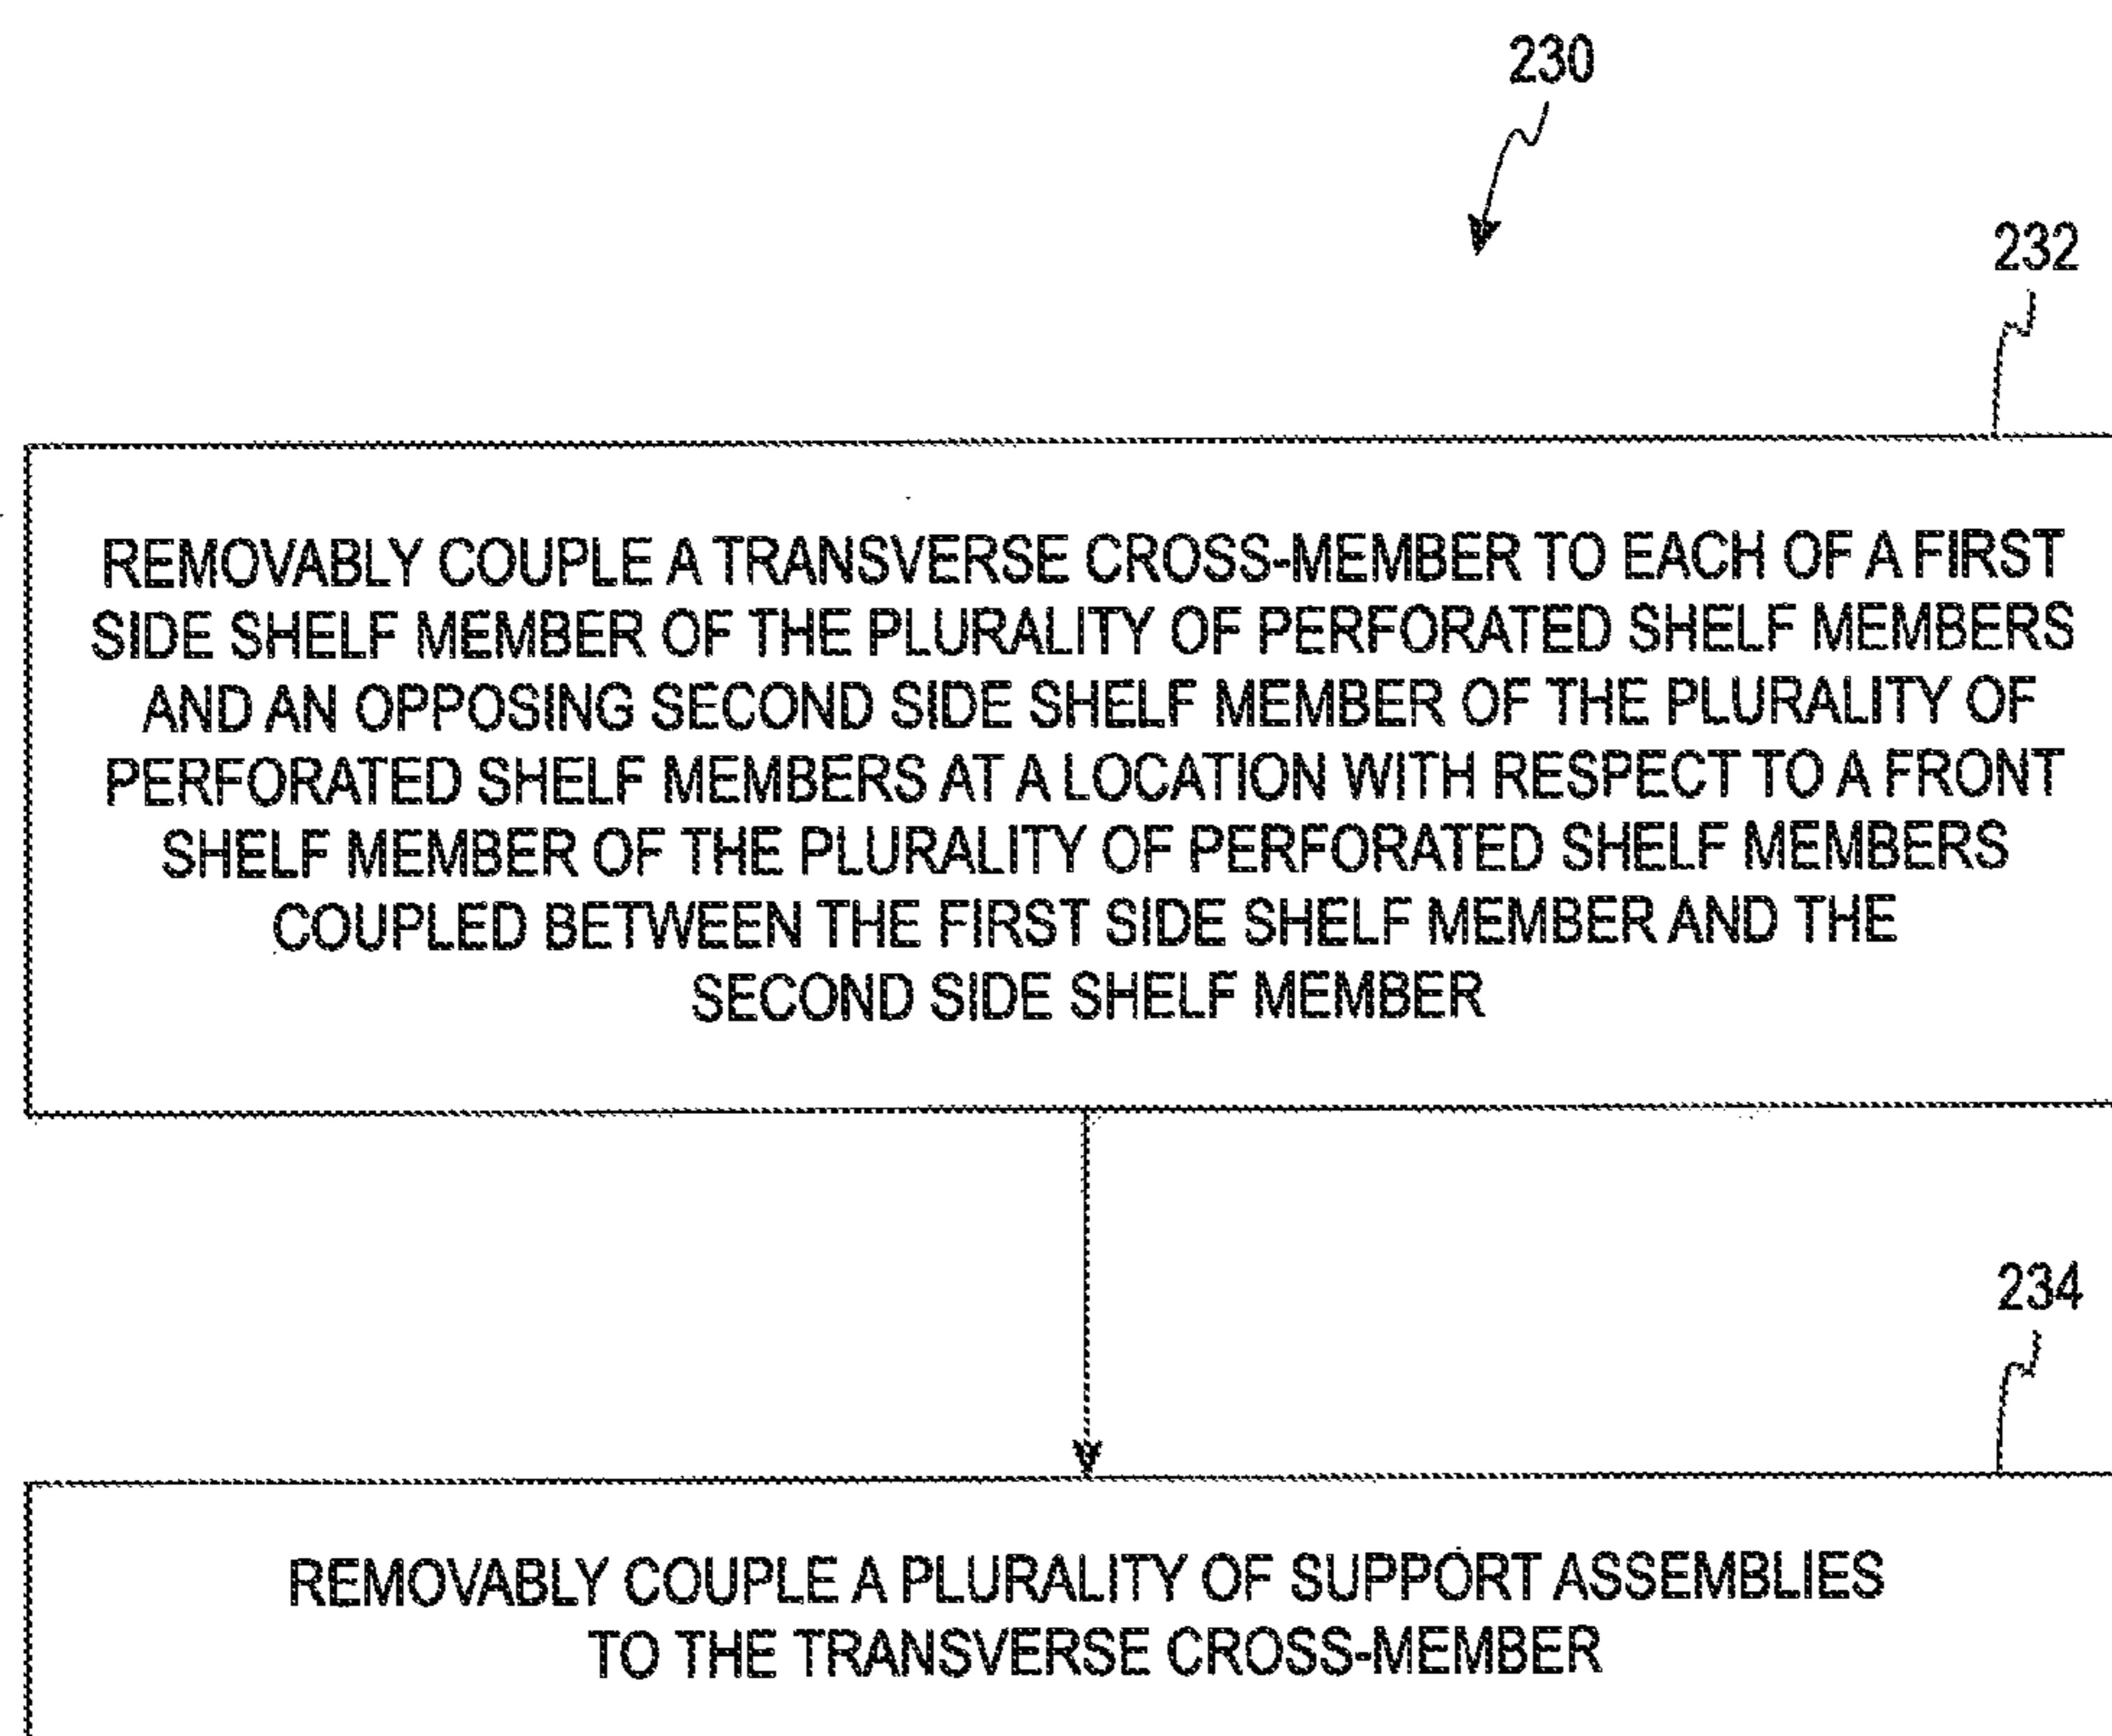 230
232
REMOVABLY COUPLE A TRANSVERSE CROSS-MEMBER TO EACH OF A FIRST
SIDE SHELF MEMBER OF THE PLURALITY OF PERFORATED SHELF MEMBERS
AND AN OPPOSING SECOND SIDE SHELF MEMBER OF THE PLURALITY OF
PERFORATED SHELF MEMBERS AT A LOCATION WITH RESPECT TO A FRONT
SHELF MEMBER OF THE PLURALITY OF PERFORATED SHELF MEMBERS
COUPLED BETWEEN THE FIRST SIDE SHELF MEMBER AND THE
SECOND SIDE SHELF MEMBER
234
REMOVABLY COUPLE A PLURALITY OF SUPPORT ASSEMBLIES
TO THE TRANSVERSE CROSS-MEMBER